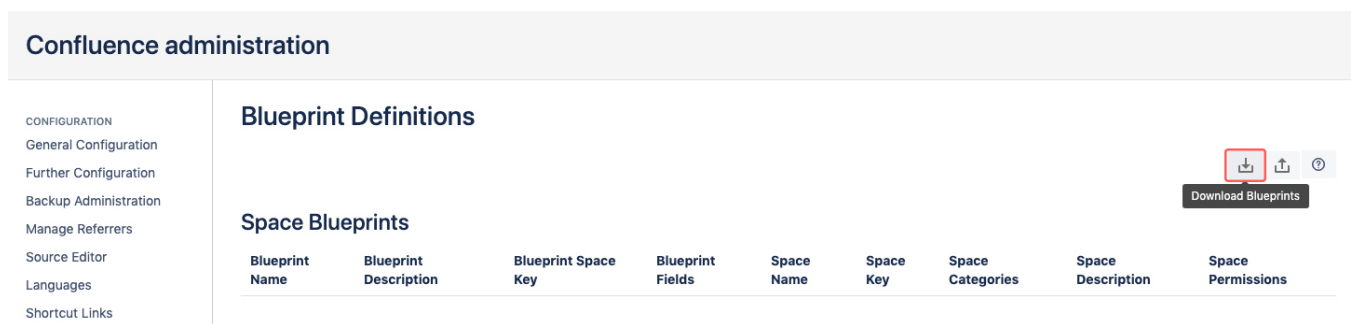 Confluence administration
CONFIGURATION
General Configuration
Further Configuration
Backup Administration
Manage Referrers
Source Editor
Languages
Shortcut Links
Blueprint Definitions
Download Blueprints
Space Blueprints
Blueprint Name
Blueprint Description
Blueprint Space Key
Blueprint Fields
Space Name
Space Key
Space Categories
Space Description
Space Permissions